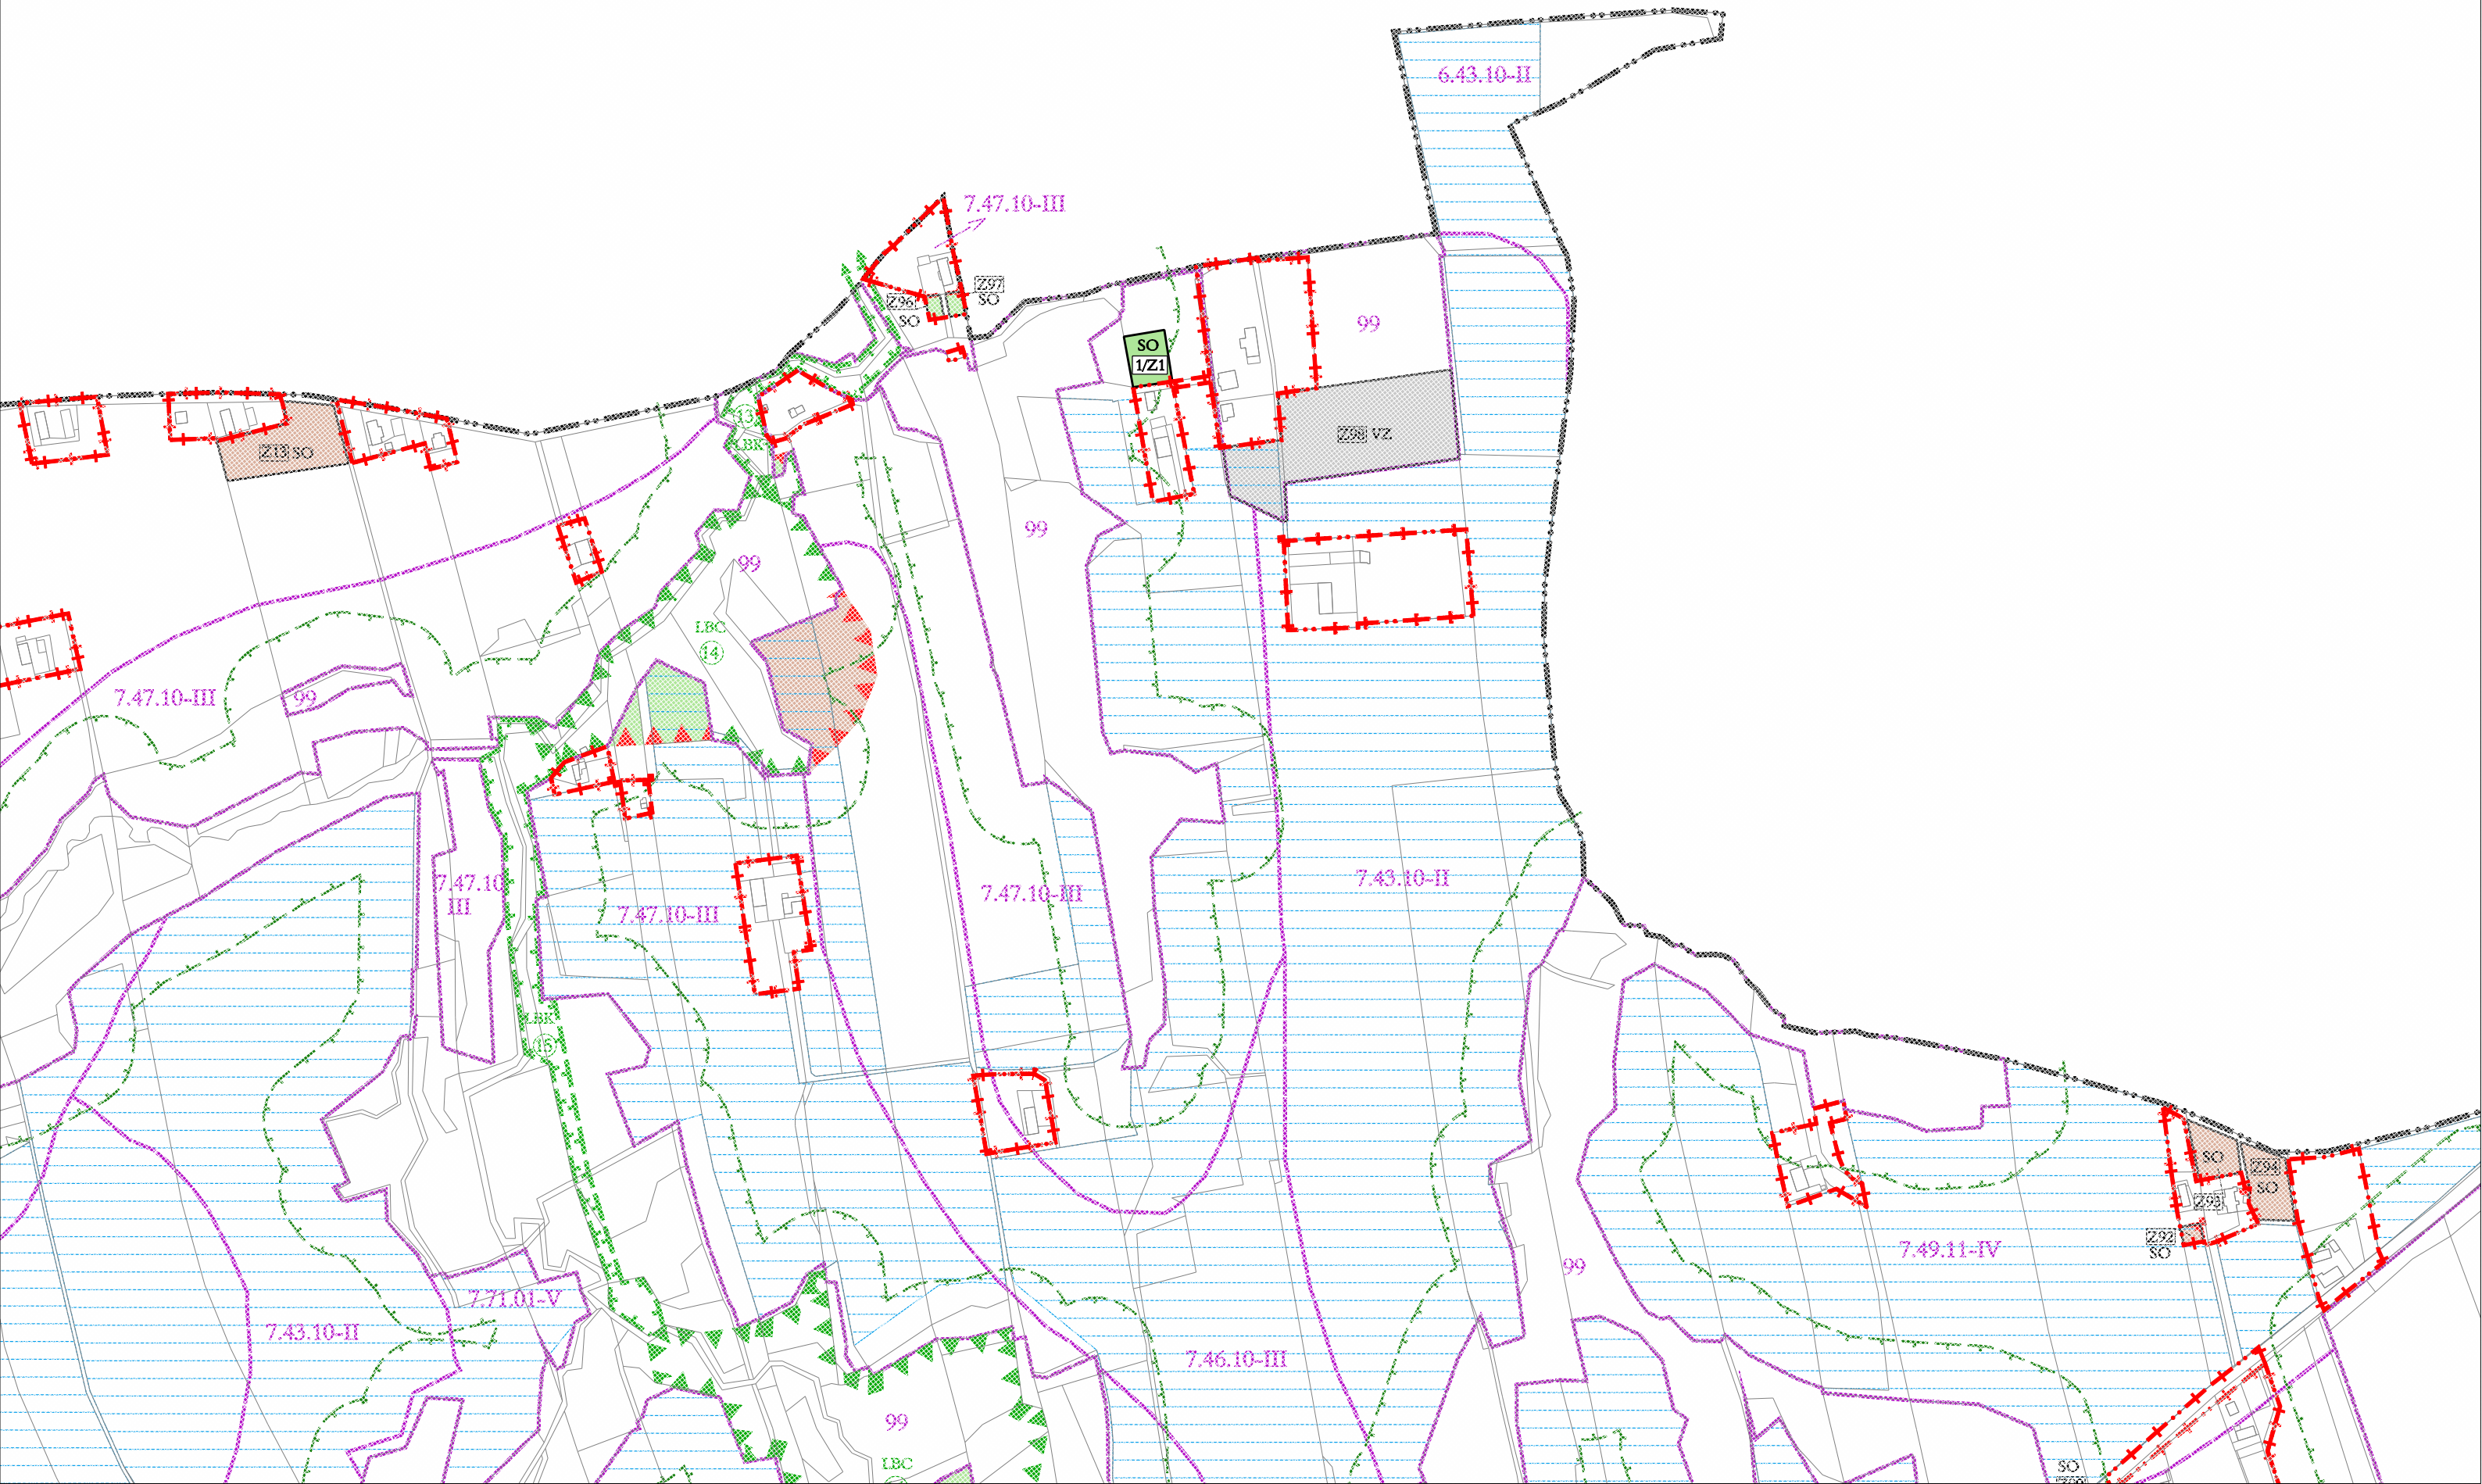 6.43.10-II
7.47.10-III
Z97
SO
Z96
SO
99
SO
1/Z1
13
LBK
Z13 SO
Z98 VZ
99
99
LBC
14
7.47.10-III
99
7.47.10
III
7.47.10-III
7.47.10-III
7.43.10-II
LBK
15
SO
Z94
SO
Z93
Z92
SO
7.49.11-IV
99
7.71.01-V
7.43.10-II
7.46.10-III
99
LBC
SO